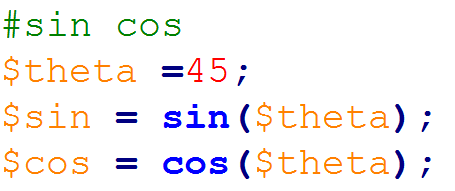 #sin cos
$theta =45;
$sin = sin($theta);
$cos = cos($theta);